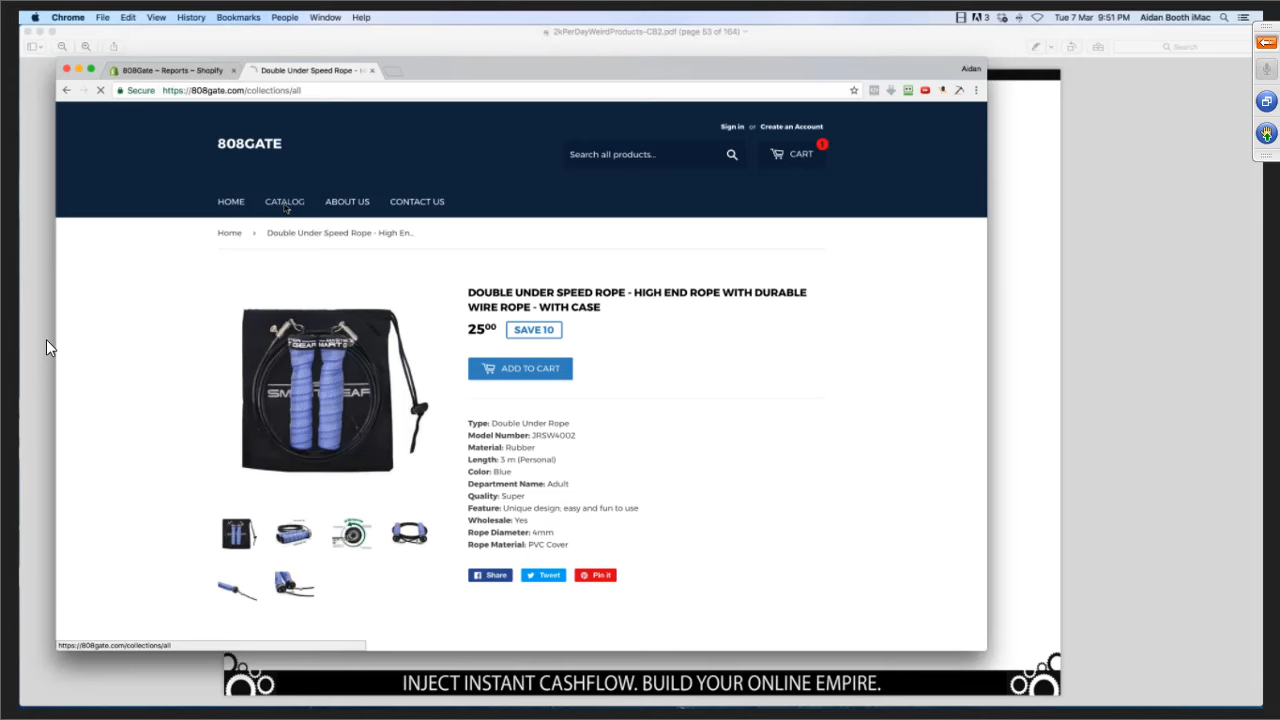 Chrome File Edit View History Bookmarks People Window Help
3 Tue 7 Mar 9:51 PM Aidan Booth iMac
2kPerDayWeirdProducts-CB2.pdf (page 53 of 164)
Search
808Gate ~ Reports ~ Shopify
Double Under Speed Rope -
Aidan
Secure https://808gate.com/collections/all
Sign in or Create an Account
808GATE
Search all products...
CART 1
HOME CATALOG ABOUT US CONTACT US
Home › Double Under Speed Rope - High En...
DOUBLE UNDER SPEED ROPE - HIGH END ROPE WITH DURABLE
WIRE ROPE - WITH CASE
25⁰⁰ SAVE 10
ADD TO CART
Type: Double Under Rope
Model Number: JRSW4002
Material: Rubber
Length: 3 m (Personal)
Color: Blue
Department Name: Adult
Quality: Super
Feature: Unique design, easy and fun to use
Wholesale: Yes
Rope Diameter: 4mm
Rope Material: PVC Cover
Share Tweet Pin it
https://808gate.com/collections/all
INJECT INSTANT CASHFLOW. BUILD YOUR ONLINE EMPIRE.